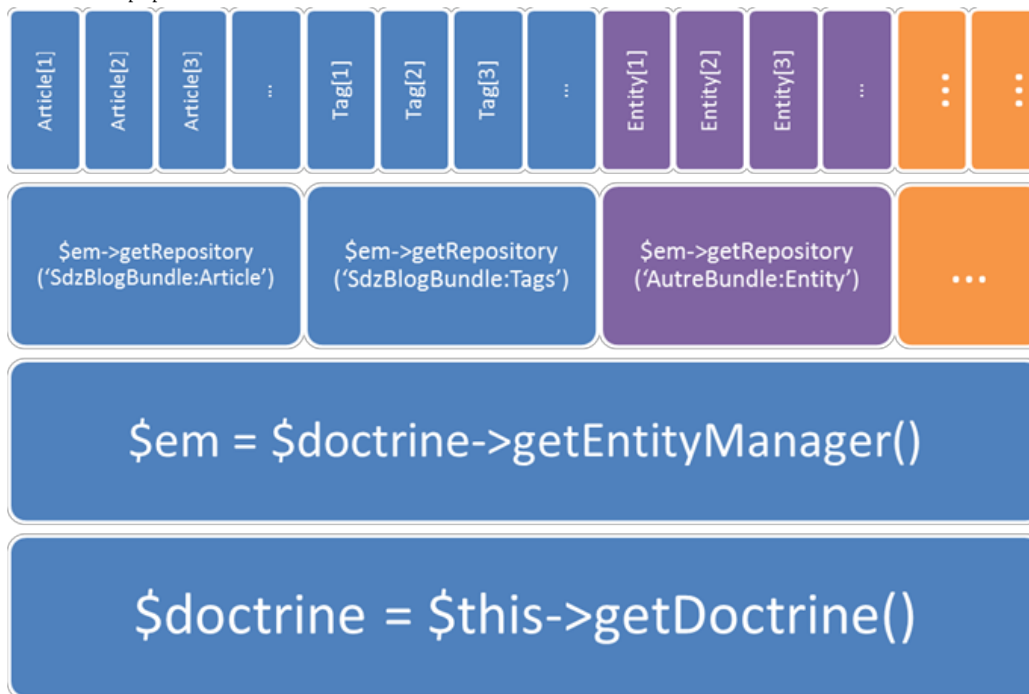 Article[1]
Article[2]
Article[3]
...
Tag[1]
Tag[2]
Tag[3]
...
Entity[1]
Entity[2]
Entity[3]
...
...
...
$em->getRepository
(‘SdzBlogBundle:Article’)
$em->getRepository
(‘SdzBlogBundle:Tags’)
$em->getRepository
(‘AutreBundle:Entity’)
...
$em = $doctrine->getEntityManager()
$doctrine = $this->getDoctrine()